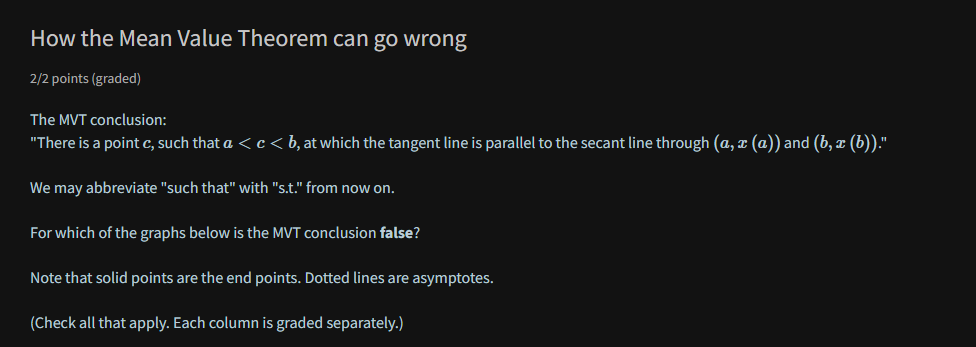 How the Mean Value Theorem can go wrong
2/2 points (graded)
The MVT conclusion:
"There is a point c, such that a < c < b, at which the tangent line is parallel to the secant line through (a, x (a)) and (b, x (b))."
We may abbreviate "such that" with "s.t." from now on.
For which of the graphs below is the MVT conclusion false?
Note that solid points are the end points. Dotted lines are asymptotes.
(Check all that apply. Each column is graded separately.)